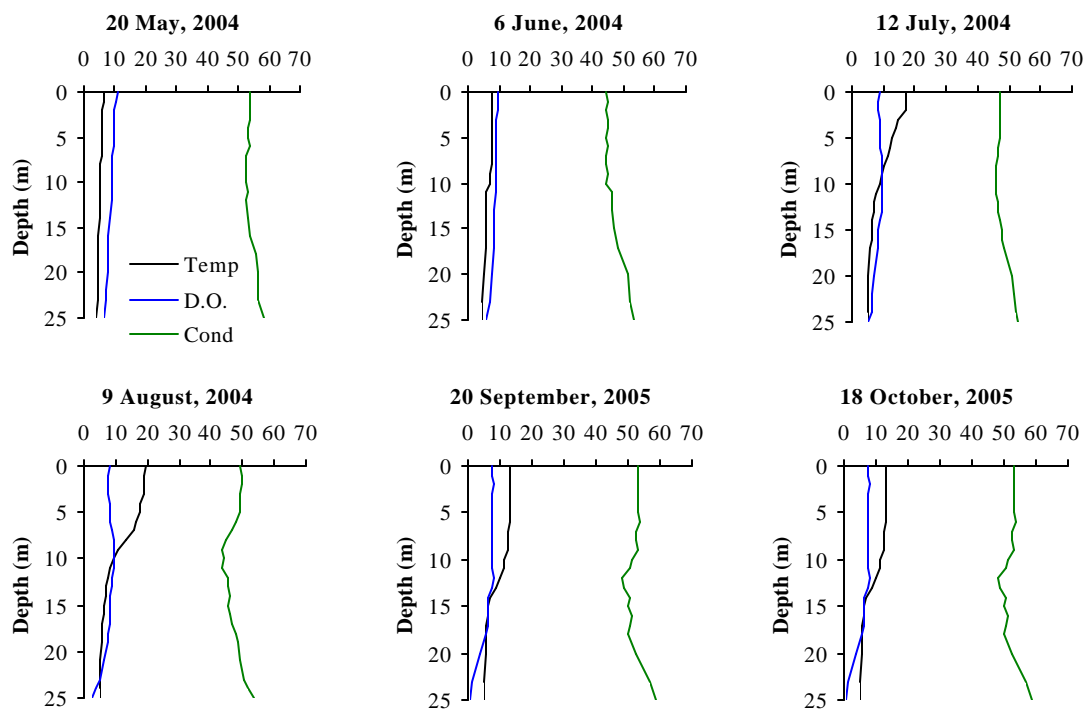 20 May, 2004
6 June, 2004
12 July, 2004
0 10 20 30 40 50 60 70
0 10 20 30 40 50 60 70
0 10 20 30 40 50 60 70
0
5
10
15
20
25
Depth (m)
Temp
D.O.
Cond
0
5
10
15
20
25
Depth (m)
0
5
10
15
20
25
Depth (m)
9 August, 2004
20 September, 2005
18 October, 2005
0 10 20 30 40 50 60 70
0 10 20 30 40 50 60 70
0 10 20 30 40 50 60 70
0
5
10
15
20
25
Depth (m)
0
5
10
15
20
25
Depth (m)
0
5
10
15
20
25
Depth (m)